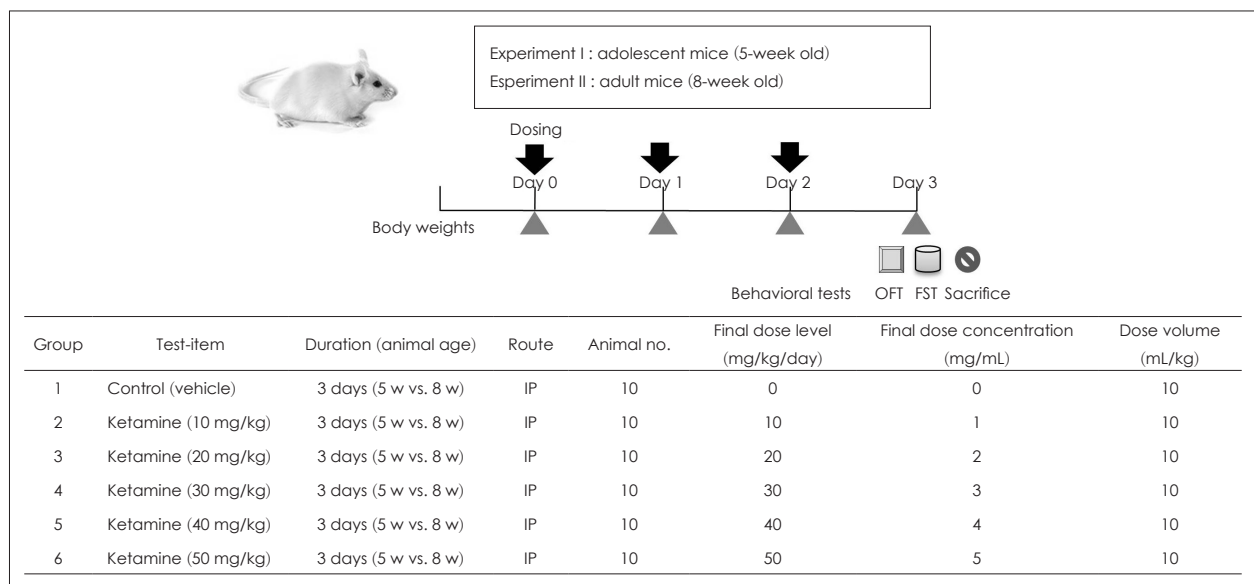 Experiment I : adolescent mice (5-week old)
Esperiment II : adult mice (8-week old)
Dosing
Day 0 Day 1 Day 2 Day 3
Body weights
Behavioral tests OFT FST Sacrifice
Group Test-item Duration (animal age) Route Animal no. Final dose level (mg/kg/day) Final dose concentration (mg/mL) Dose volume (mL/kg)
1 Control (vehicle) 3 days (5 w vs. 8 w) IP 10 0 0 10
2 Ketamine (10 mg/kg) 3 days (5 w vs. 8 w) IP 10 10 1 10
3 Ketamine (20 mg/kg) 3 days (5 w vs. 8 w) IP 10 20 2 10
4 Ketamine (30 mg/kg) 3 days (5 w vs. 8 w) IP 10 30 3 10
5 Ketamine (40 mg/kg) 3 days (5 w vs. 8 w) IP 10 40 4 10
6 Ketamine (50 mg/kg) 3 days (5 w vs. 8 w) IP 10 50 5 10